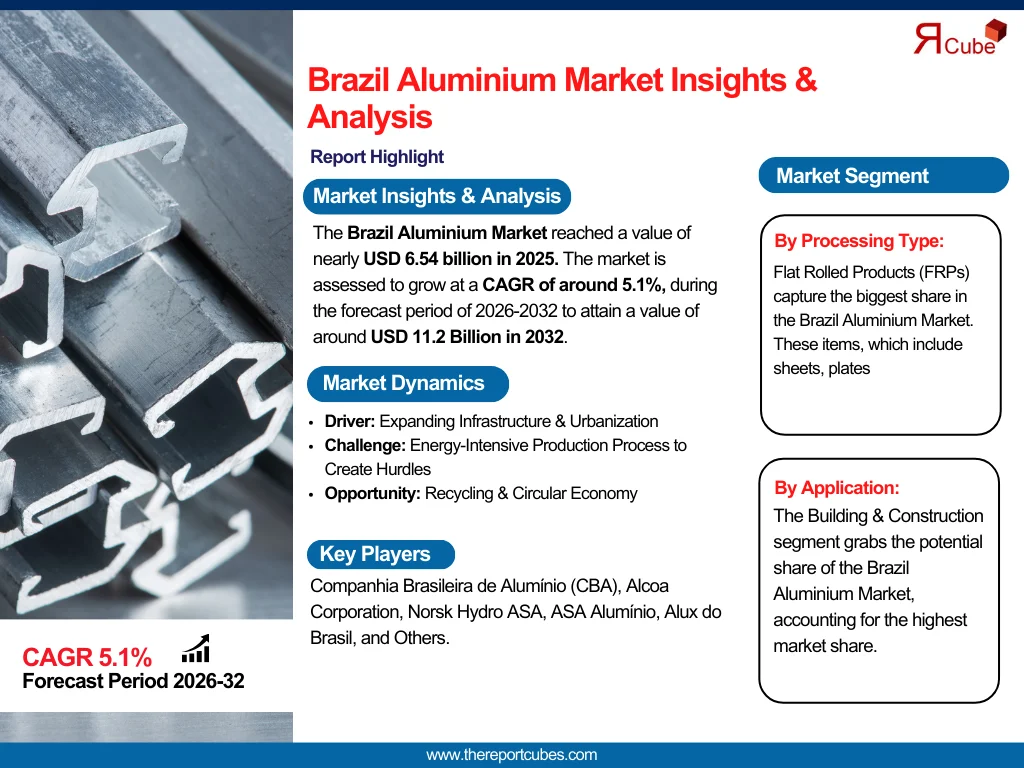 ЯCube
Brazil Aluminium Market Insights &
Analysis
Report Highlight
Market Insights & Analysis
The Brazil Aluminium Market reached a value of
nearly USD 6.54 billion in 2025. The market is
assessed to grow at a CAGR of around 5.1%, during
the forecast period of 2026-2032 to attain a value of
around USD 11.2 Billion in 2032.
Market Dynamics
• Driver: Expanding Infrastructure & Urbanization
• Challenge: Energy-Intensive Production Process to
Create Hurdles
• Opportunity: Recycling & Circular Economy
Key Players
Companhia Brasileira de Alumínio (CBA), Alcoa
Corporation, Norsk Hydro ASA, ASA Alumínio, Alux do
Brasil, and Others.
Market Segment
By Processing Type:
Flat Rolled Products (FRPs)
capture the biggest share in
the Brazil Aluminium Market.
These items, which include
sheets, plates
By Application:
The Building & Construction
segment grabs the potential
share of the Brazil
Aluminium Market,
accounting for the highest
market share.
CAGR 5.1%
Forecast Period 2026-32
www.thereportcubes.com